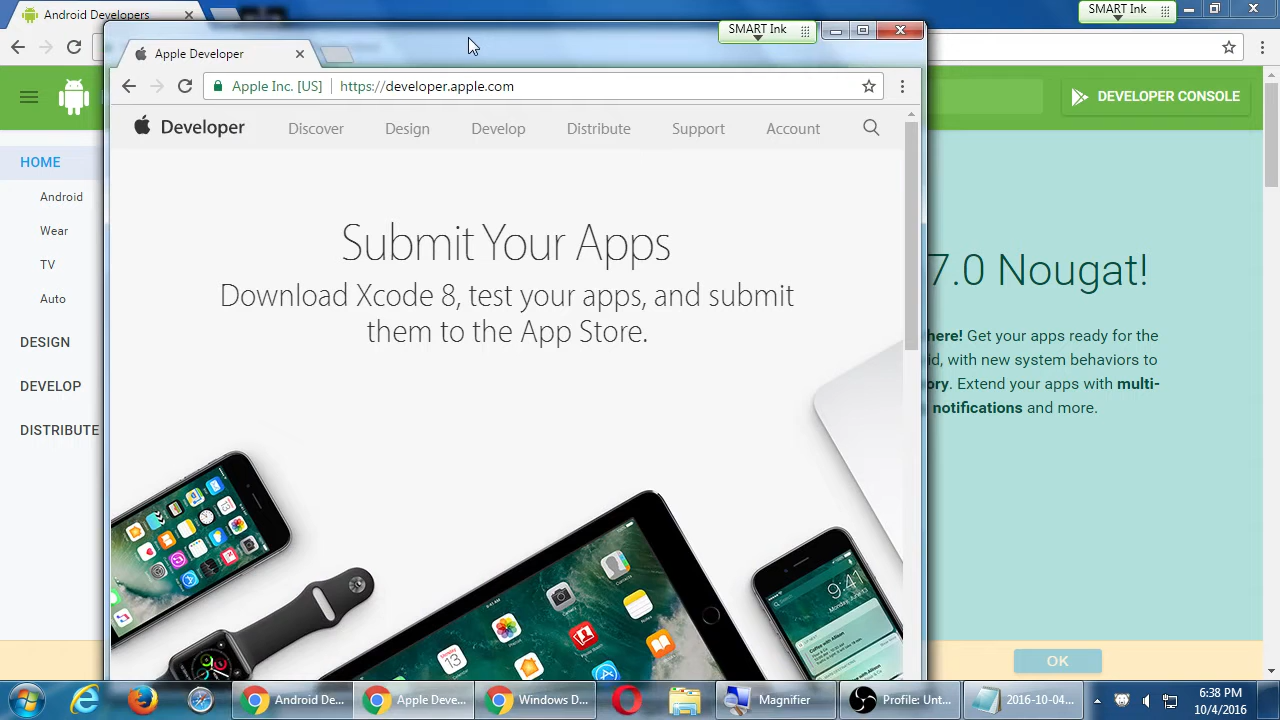 Android Developers
SMART Ink
SMART Ink
Apple Developer
Apple Inc. [US]
https://developer.apple.com
DEVELOPER CONSOLE
Developer
Discover
Design
Develop
Distribute
Support
Account
HOME
Android
Wear
TV
Auto
DESIGN
DEVELOP
DISTRIBUTE
Submit Your Apps
Download Xcode 8, test your apps, and submit
them to the App Store.
7.0 Nougat!
here! Get your apps ready for the
id, with new system behaviors to
ory. Extend your apps with multi-
notifications and more.
9:41
OK
Android De...
Apple Deve...
Windows D...
Magnifier
Profile: Unt...
2016-10-04...
6:38 PM
10/4/2016